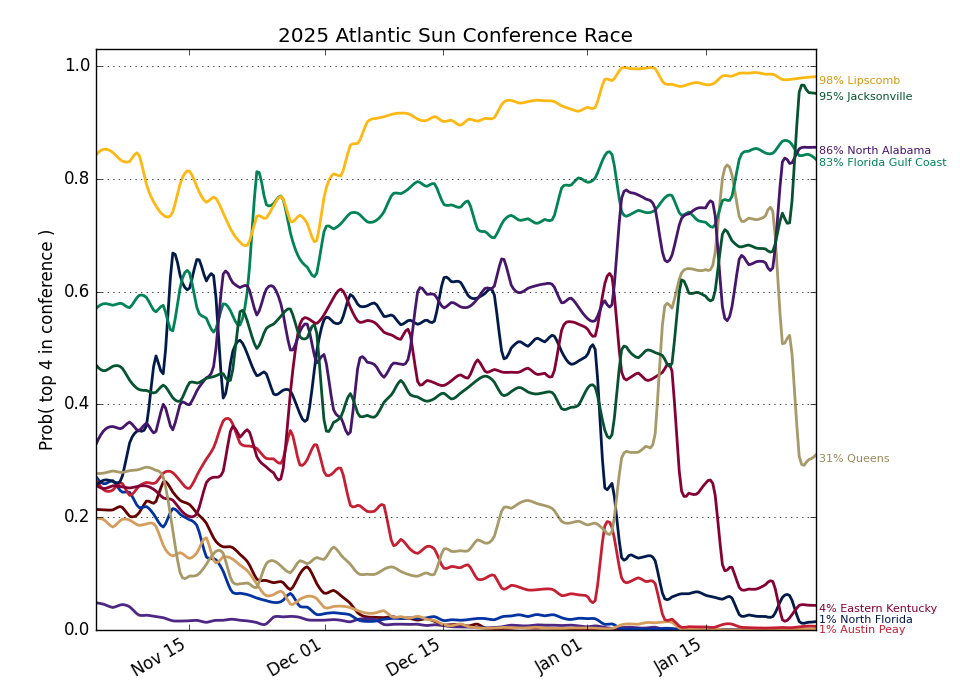 2025 Atlantic Sun Conference Race
Prob( top 4 in conference )
1.0
0.8
0.6
0.4
0.2
0.0
Nov 15
Dec 01
Dec 15
Jan 01
Jan 15
98% Lipscomb
95% Jacksonville
86% North Alabama
83% Florida Gulf Coast
31% Queens
4% Eastern Kentucky
1% North Florida
1% Austin Peay